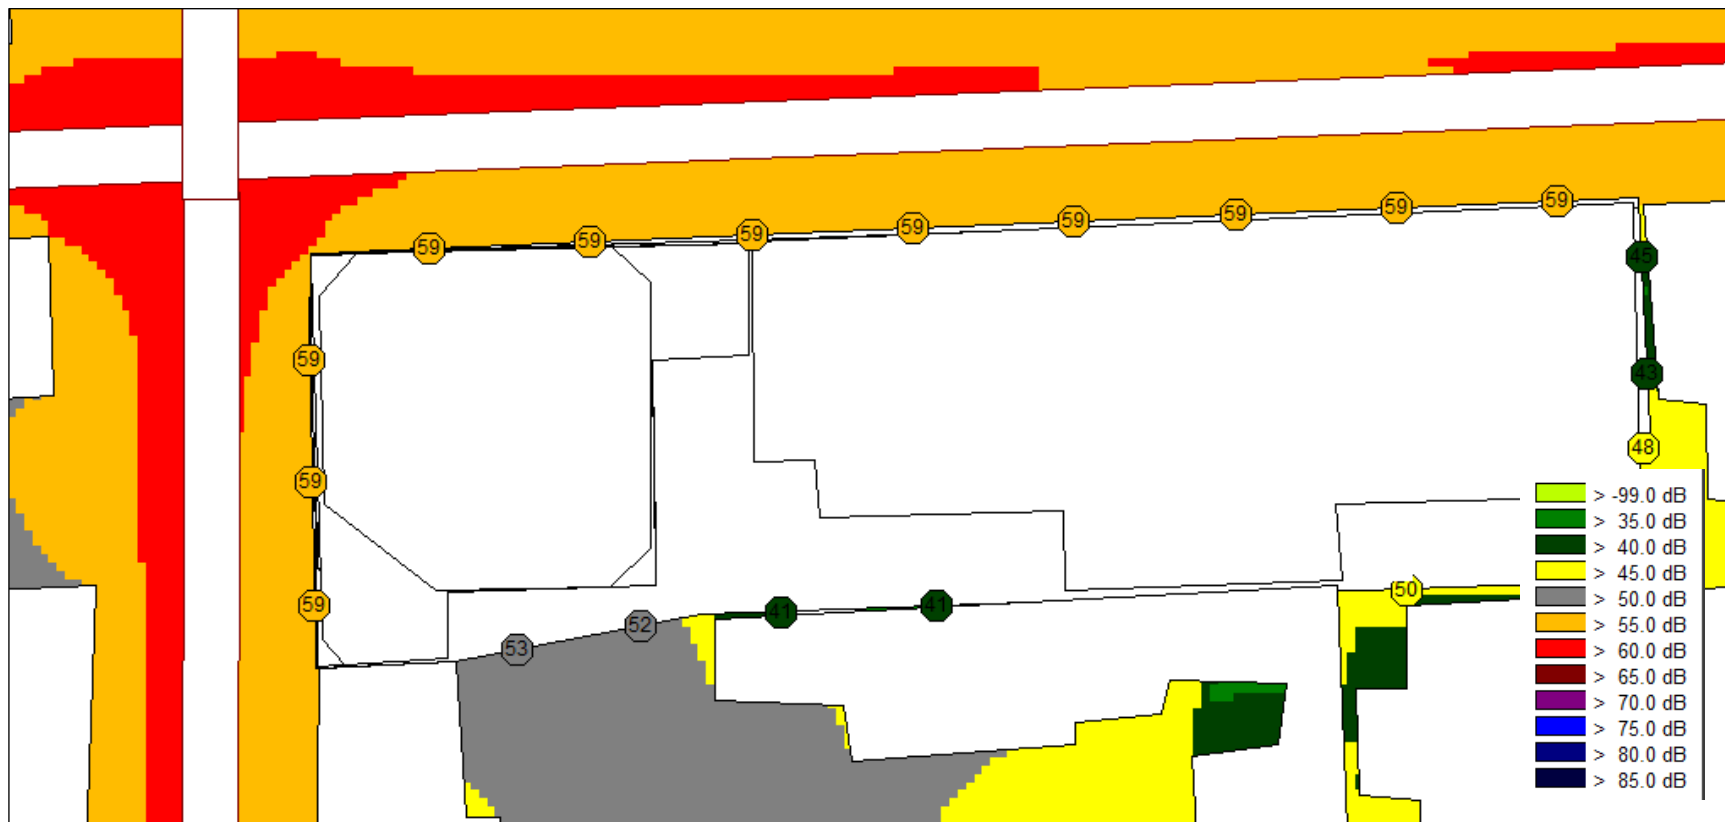 59 59 59 59 59 59 59 59
45
59
43
48
59
> -99.0 dB
> 35.0 dB
> 40.0 dB
> 45.0 dB
50
> 50.0 dB
59
41 41
> 55.0 dB
52
53
> 60.0 dB
> 65.0 dB
> 70.0 dB
> 75.0 dB
> 80.0 dB
> 85.0 dB